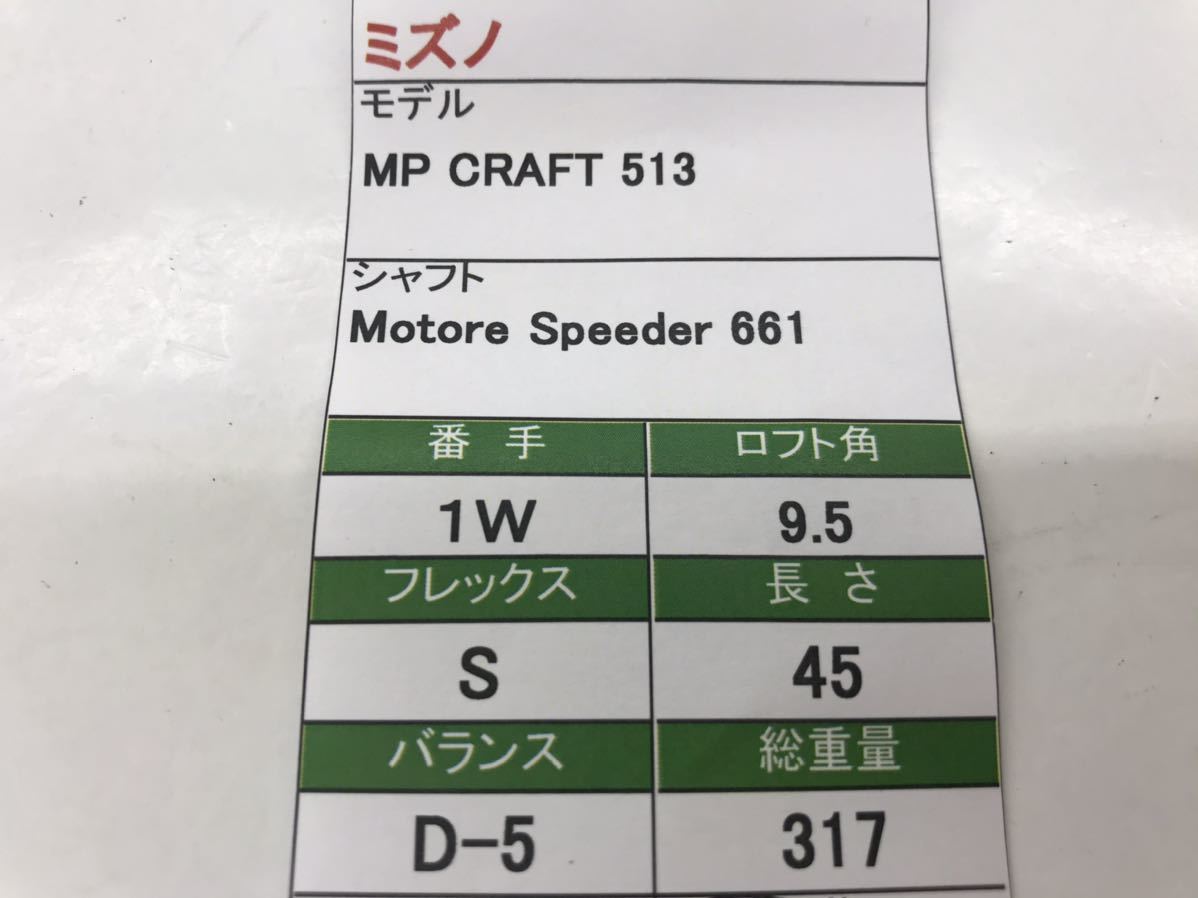 ミズノ
モデル
MP CRAFT 513
シャフト
Motore Speeder 661
番 手 ロフト角
1W 9.5
フレックス 長 さ
S 45
バランス 総重量
D-5 317